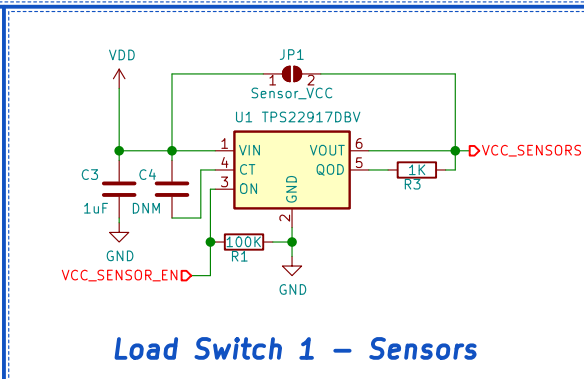 VDD
JP1
1 2
Sensor_VCC
U1 TPS22917DBV
1 VIN VOUT 6
VCC_SENSORS
4 CT QOD 5
1K
R3
3 ON
GND
2
C3
1uF
C4
DNM
GND
100K
R1
VCC_SENSOR_EN
GND
Load Switch 1 – Sensors